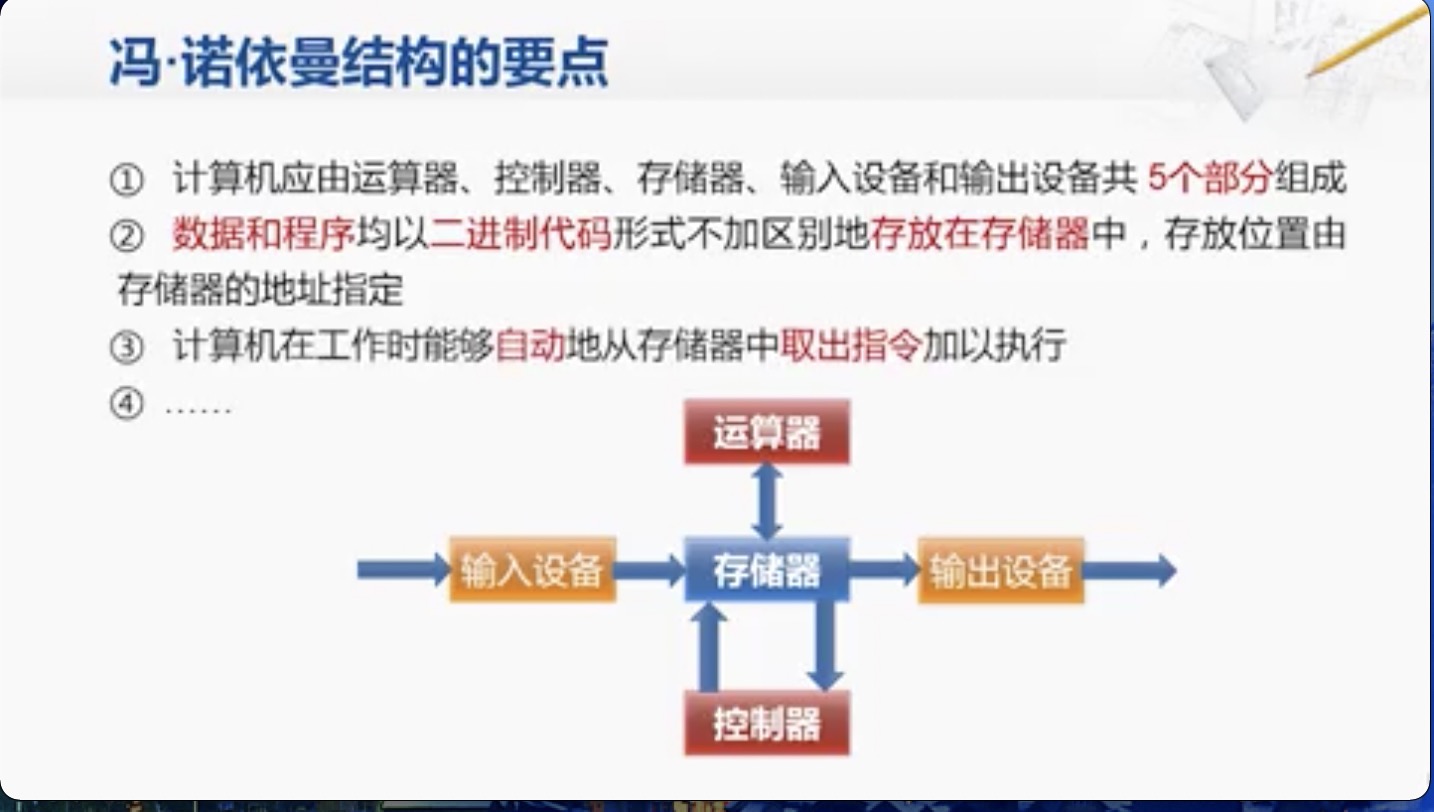 冯·诺依曼结构的要点
① 计算机应由运算器、控制器、存储器、输入设备和输出设备共 5个部分组成
② 数据和程序均以二进制代码形式不加区别地存放在存储器中，存放位置由
存储器的地址指定
③ 计算机在工作时能够自动地从存储器中取出指令加以执行
④ ……
运算器
输入设备
存储器
输出设备
控制器